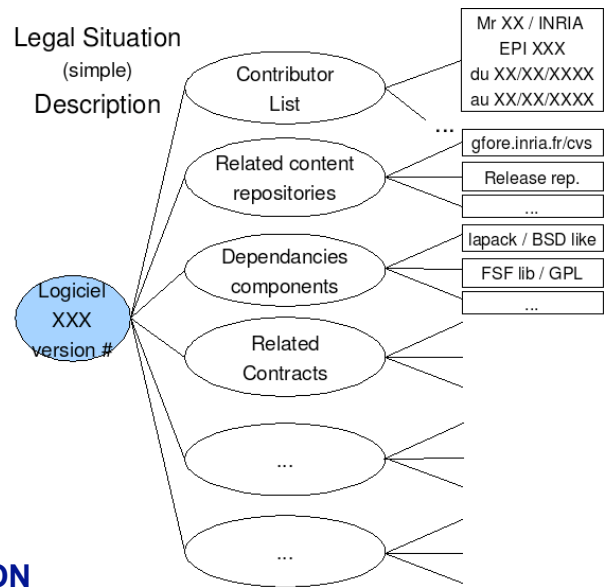 Legal Situation
(simple)
Description
Logiciel
XXX
version #
Contributor
List
Related content
repositories
Dependancies
components
Related
Contracts
...
...
Mr XX / INRIA
EPI XXX
du XX/XX/XXXX
au XX/XX/XXXX
...
gfore.inria.fr/cvs
Release rep.
...
lapack / BSD like
FSF lib / GPL
...
ON